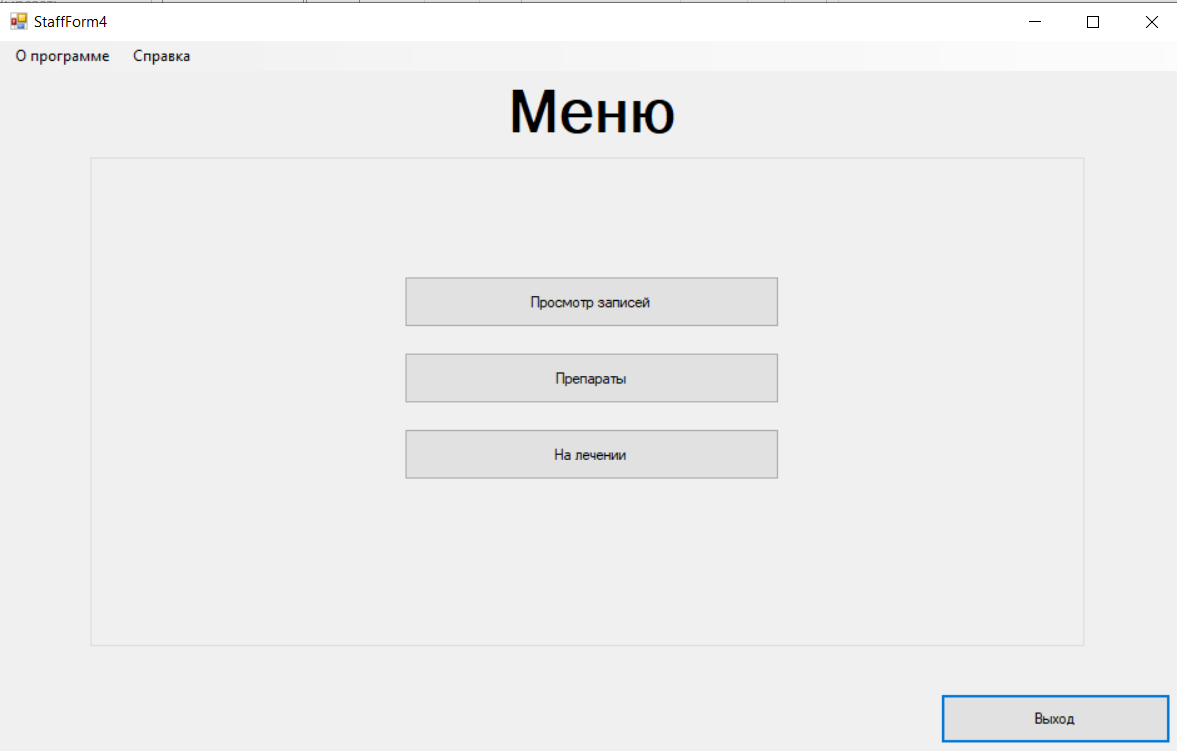 StaffForm4
О программе Справка
Меню
Просмотр записей
Препараты
На лечении
Выход